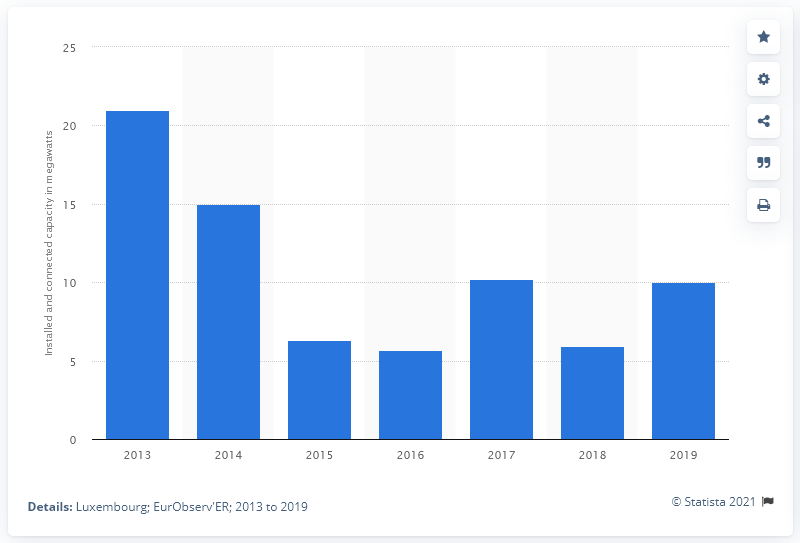 25
20
15
10
5
0
Installed and connected capacity in megawatts
2013 2014 2015 2016 2017 2018 2019
Details: Luxembourg; EurObserv'ER; 2013 to 2019
© Statista 2021